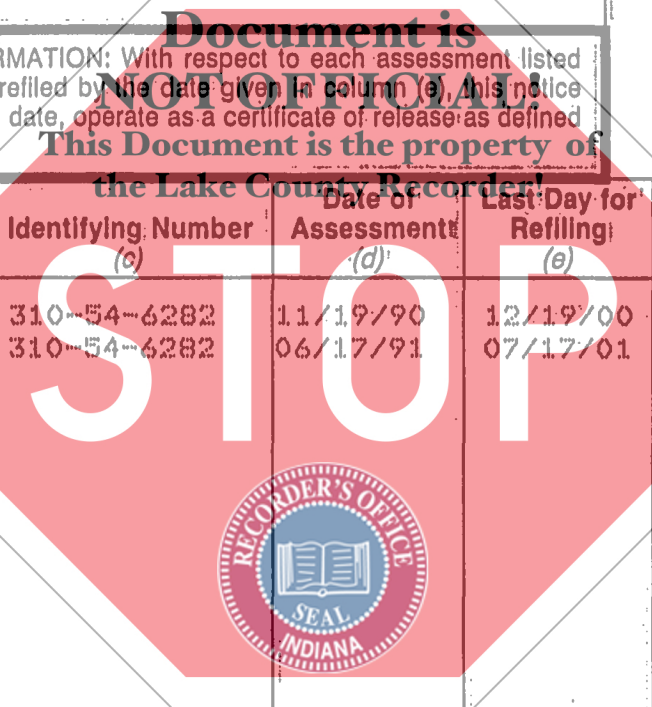 Document is
RMATION: With respect to each assessment listed
NOT OFFICIAL!
refiled by the date given in column (e), this notice
date, operate as a certificate of release as defined
This Document is the property of
the Lake County Recorder!
Identifying Number
(c)
Date of
Assessment
(d)
Last Day for
Refiling
(e)
310-54-6282 11/19/90 12/19/00
310-54-6282 06/17/91 07/17/01
STOP
RECORDER'S OFFICE
SEAL
INDIANA